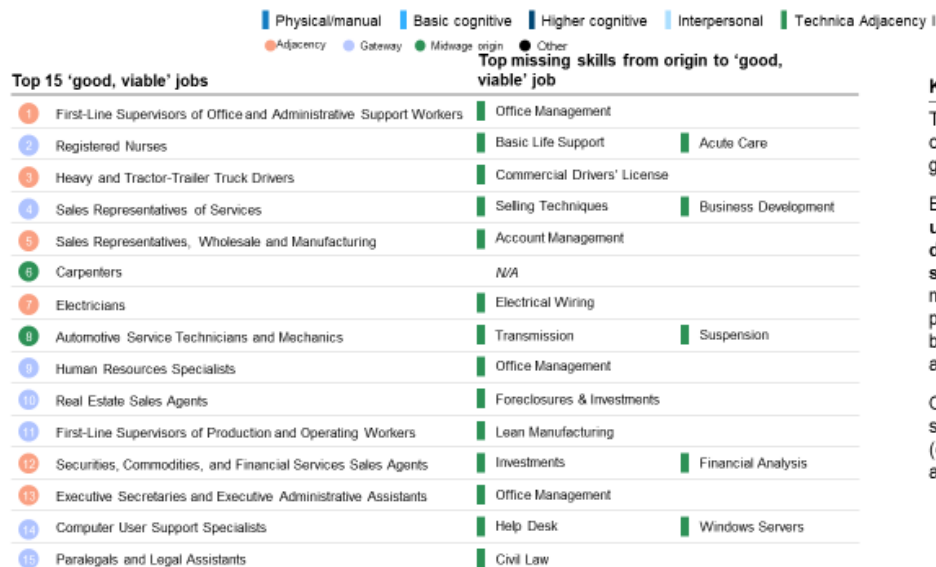 Physical/manual Basic cognitive Higher cognitive Interpersonal Technica Adjacency I
Adjacency Gateway Midwage origin Other
Top 15 'good, viable' jobs
Top missing skills from origin to 'good,
viable' job
1 First-Line Supervisors of Office and Administrative Support Workers Office Management
2 Registered Nurses Basic Life Support Acute Care
3 Heavy and Tractor-Trailer Truck Drivers Commercial Drivers' License
4 Sales Representatives of Services Selling Techniques Business Development
5 Sales Representatives, Wholesale and Manufacturing Account Management
6 Carpenters N/A
7 Electricians Electrical Wiring
8 Automotive Service Technicians and Mechanics Transmission Suspension
9 Human Resources Specialists Office Management
10 Real Estate Sales Agents Foreclosures & Investments
11 First-Line Supervisors of Production and Operating Workers Lean Manufacturing
12 Securities, Commodities, and Financial Services Sales Agents Investments Financial Analysis
13 Executive Secretaries and Executive Administrative Assistants Office Management
14 Computer User Support Specialists Help Desk Windows Servers
15 Paralegals and Legal Assistants Civil Law